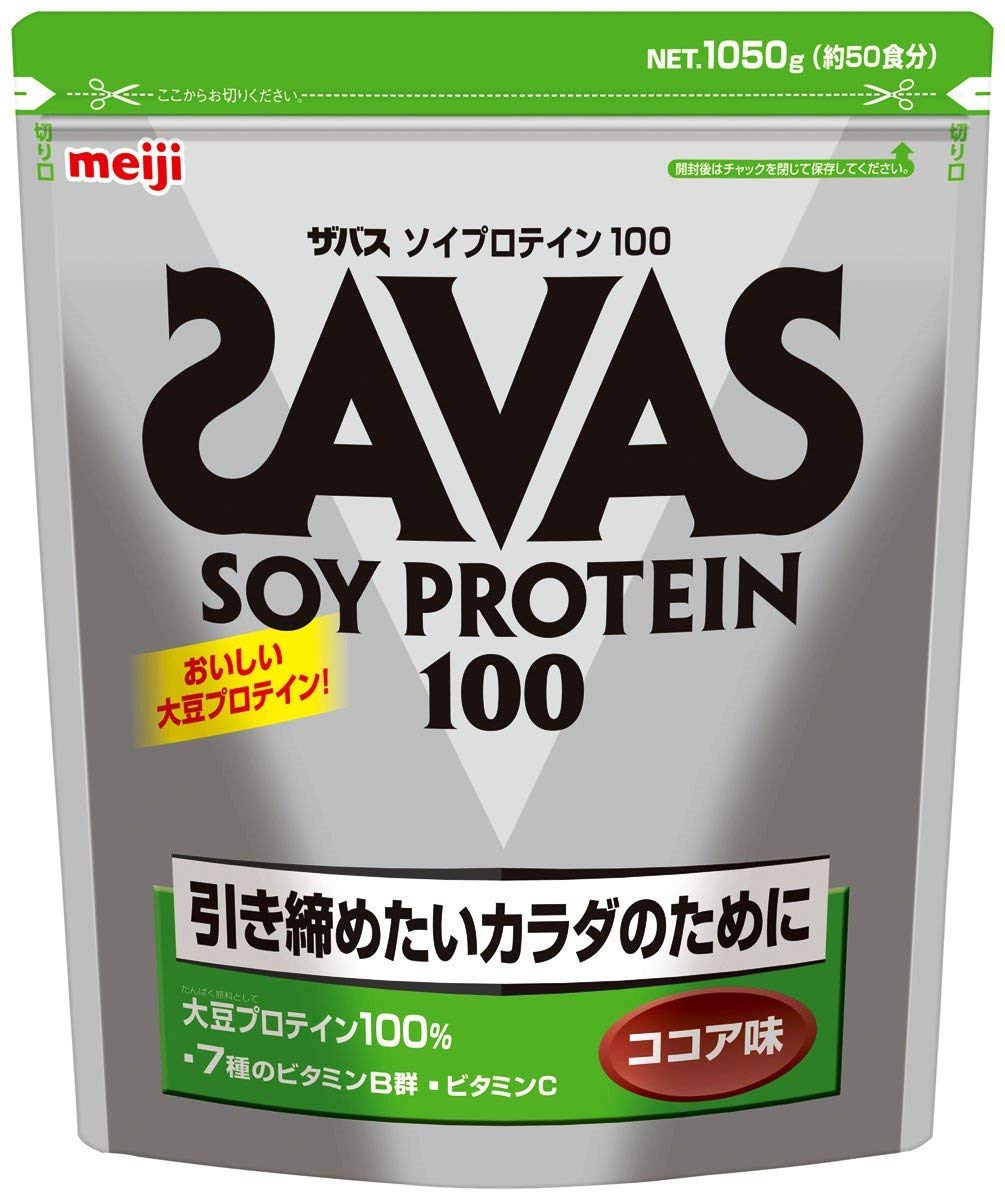 NET.1050g(約50食分)
ここからお切りください。
切り口
切り口
meiji
開封後はチャックを閉じて保存してください。
ザバス ソイプロテイン100
SAVAS
SOY PROTEIN
100
おいしい
大豆プロテイン!
引き締めたいカラダのために
たんぱく原料として
大豆プロテイン100%
▪7種のビタミンB群▪ビタミンC
ココア味